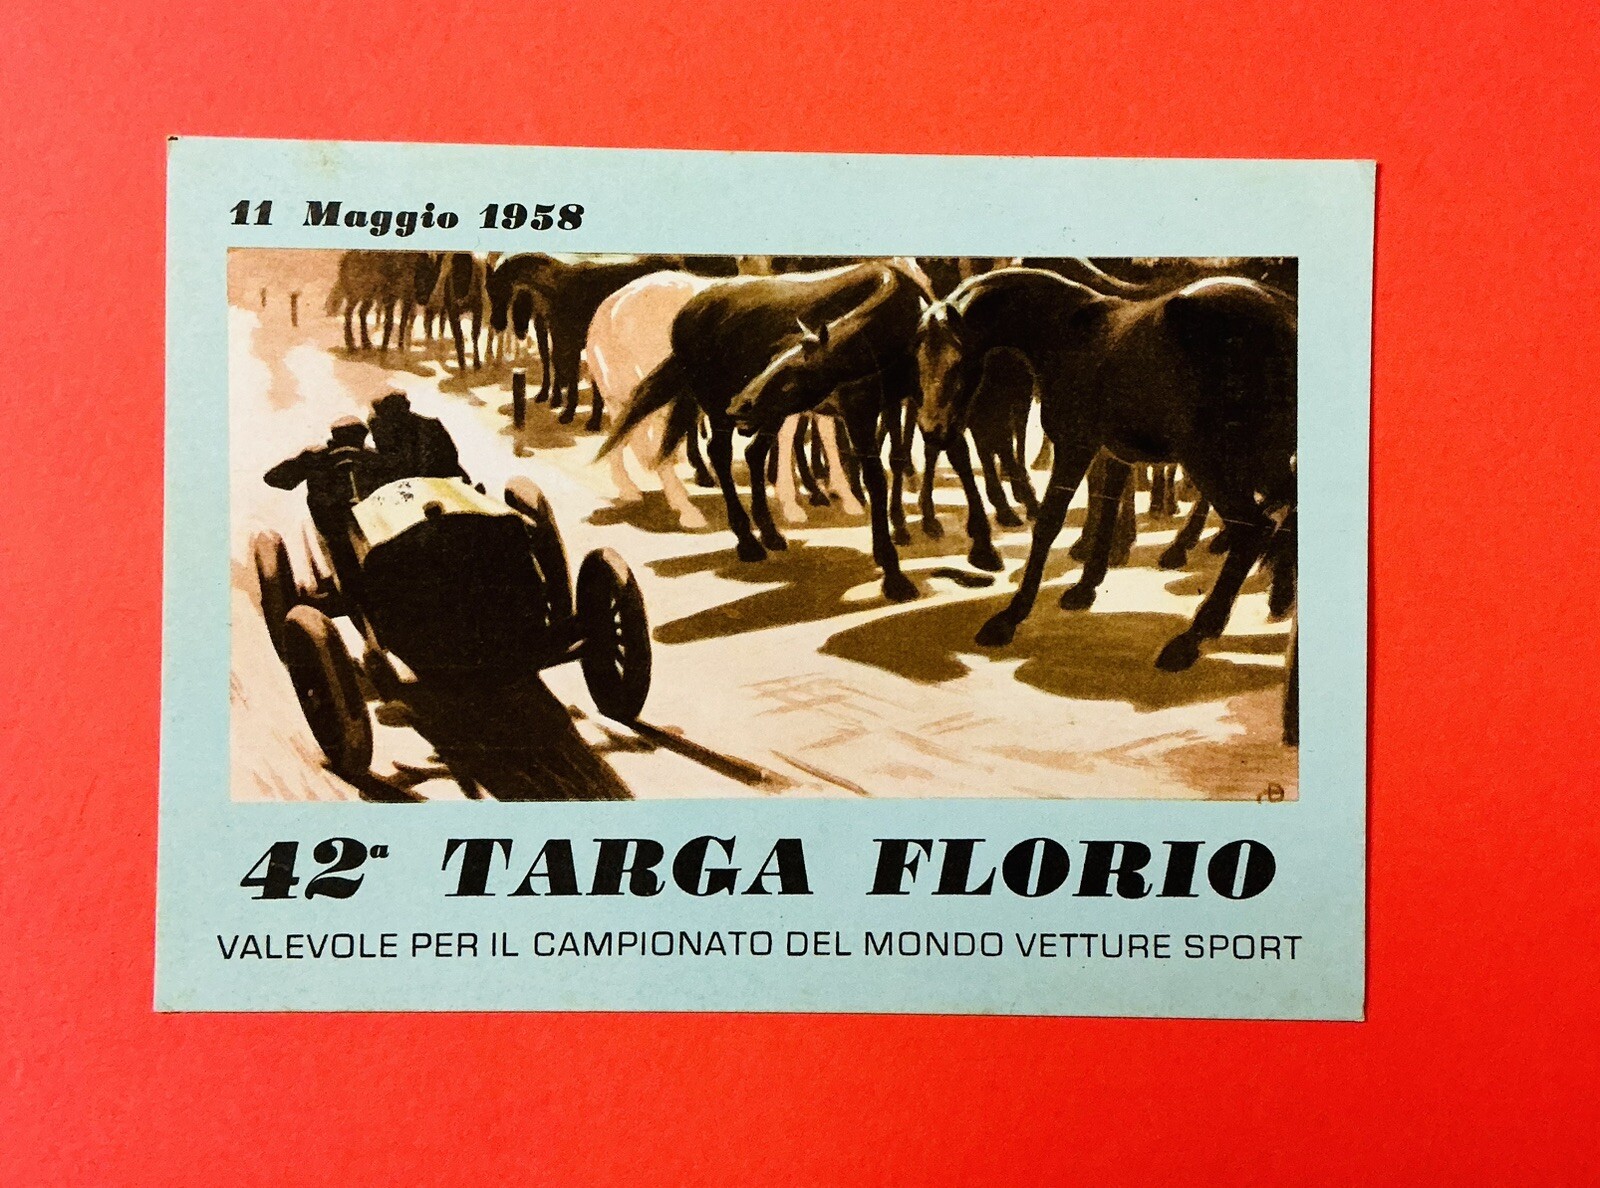 11 Maggio 1958
42ª TARGA FLORIO
VALEVOLE PER IL CAMPIONATO DEL MONDO VETTURE SPORT